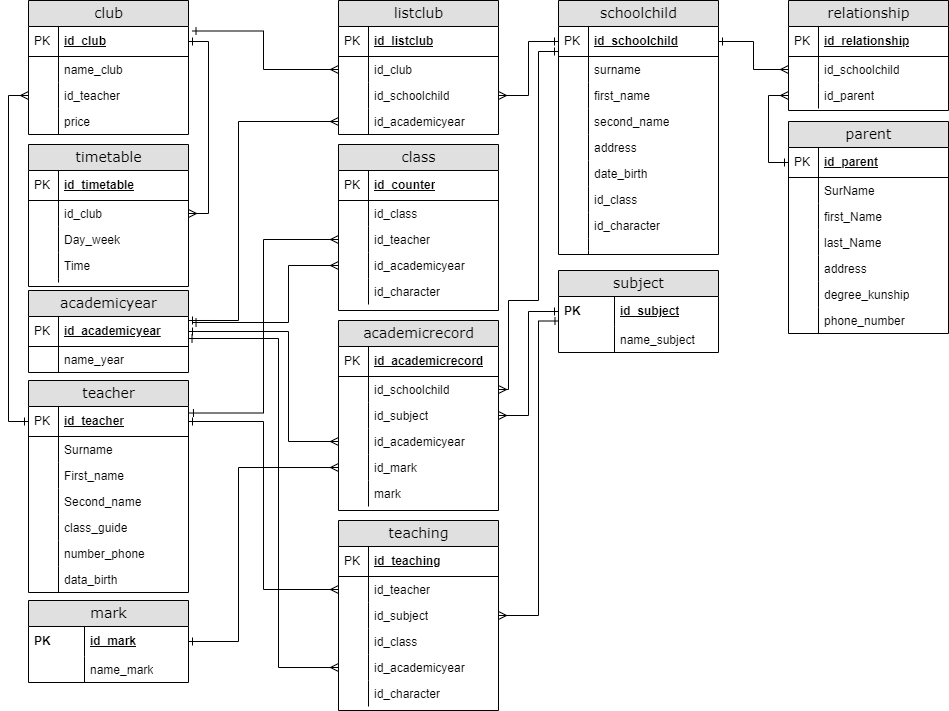 club
PK id_club
name_club
id_teacher
price
timetable
PK id_timetable
id_club
Day_week
Time
academicyear
PK id_academicyear
name_year
teacher
PK id_teacher
Surname
First_name
Second_name
class_guide
number_phone
data_birth
mark
PK id_mark
name_mark
listclub
PK id_listclub
id_club
id_schoolchild
id_academicyear
class
PK id_counter
id_class
id_teacher
id_academicyear
id_character
academicrecord
PK id_academicrecord
id_schoolchild
id_subject
id_academicyear
id_mark
mark
teaching
PK id_teaching
id_teacher
id_subject
id_class
id_academicyear
id_character
schoolchild
PK id_schoolchild
surname
first_name
second_name
address
date_birth
id_class
id_character
subject
PK id_subject
name_subject
relationship
PK id_relationship
id_schoolchild
id_parent
parent
PK id_parent
SurName
first_Name
last_Name
address
degree_kunship
phone_number